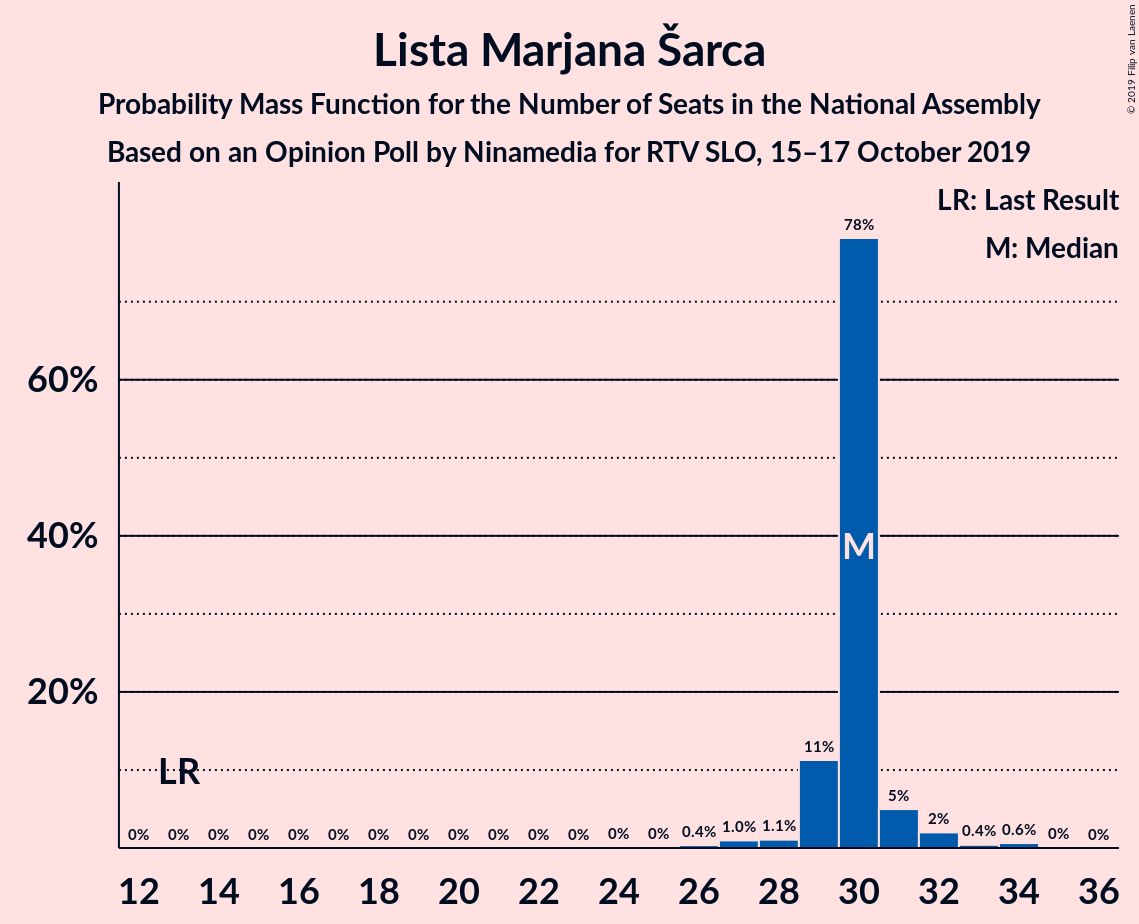 Lista Marjana Šarca
Probability Mass Function for the Number of Seats in the National Assembly
Based on an Opinion Poll by Ninamedia for RTV SLO, 15–17 October 2019
© 2019 Filip van Laenen
LR: Last Result
M: Median
78%
60%
40%
M
20%
11%
LR
5%
2%
0% 0% 0% 0% 0% 0% 0% 0% 0% 0% 0% 0% 0% 0% 0.4% 1.0% 1.1% 0.4% 0.6% 0% 0%
12 14 16 18 20 22 24 26 28 30 32 34 36